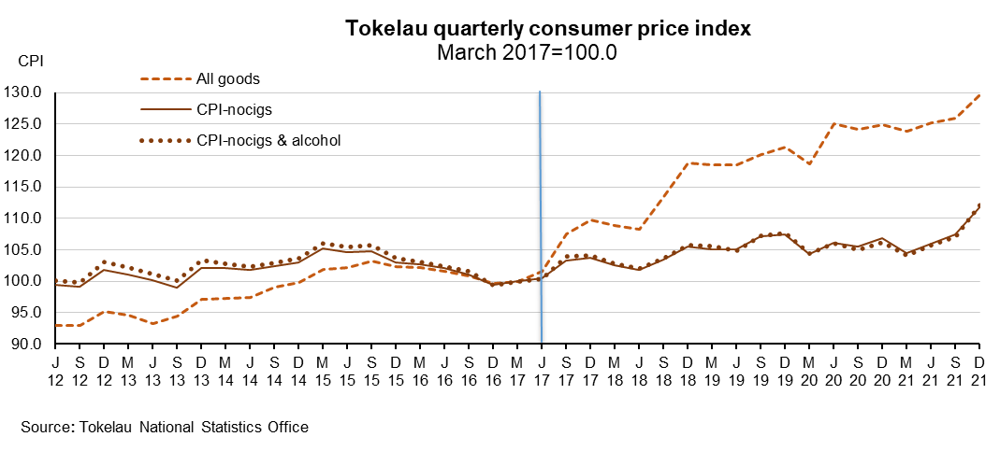 Tokelau quarterly consumer price index
March 2017=100.0
CPI
All goods
CPI-nocigs
CPI-nocigs & alcohol
130.0
125.0
120.0
115.0
110.0
105.0
100.0
95.0
90.0
J S D M J S D M J S D M J S D M J S D M J S D M J S D M J S D M J S D M J S D
12 12 12 13 13 13 13 14 14 14 14 15 15 15 15 16 16 16 16 17 17 17 17 18 18 18 18 19 19 19 19 20 20 20 20 21 21 21 21
Source: Tokelau National Statistics Office